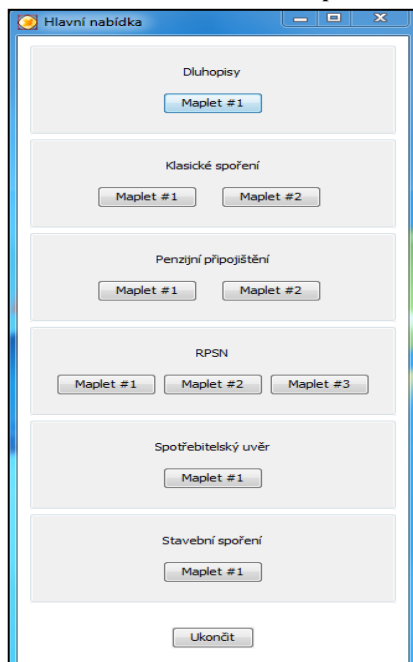 Hlavní nabídka
Dluhopisy
Maplet #1
Klasické spoření
Maplet #1 Maplet #2
Penzijní připojištění
Maplet #1 Maplet #2
RPSN
Maplet #1 Maplet #2 Maplet #3
Spotřebitelský uvěr
Maplet #1
Stavební spoření
Maplet #1
Ukončit